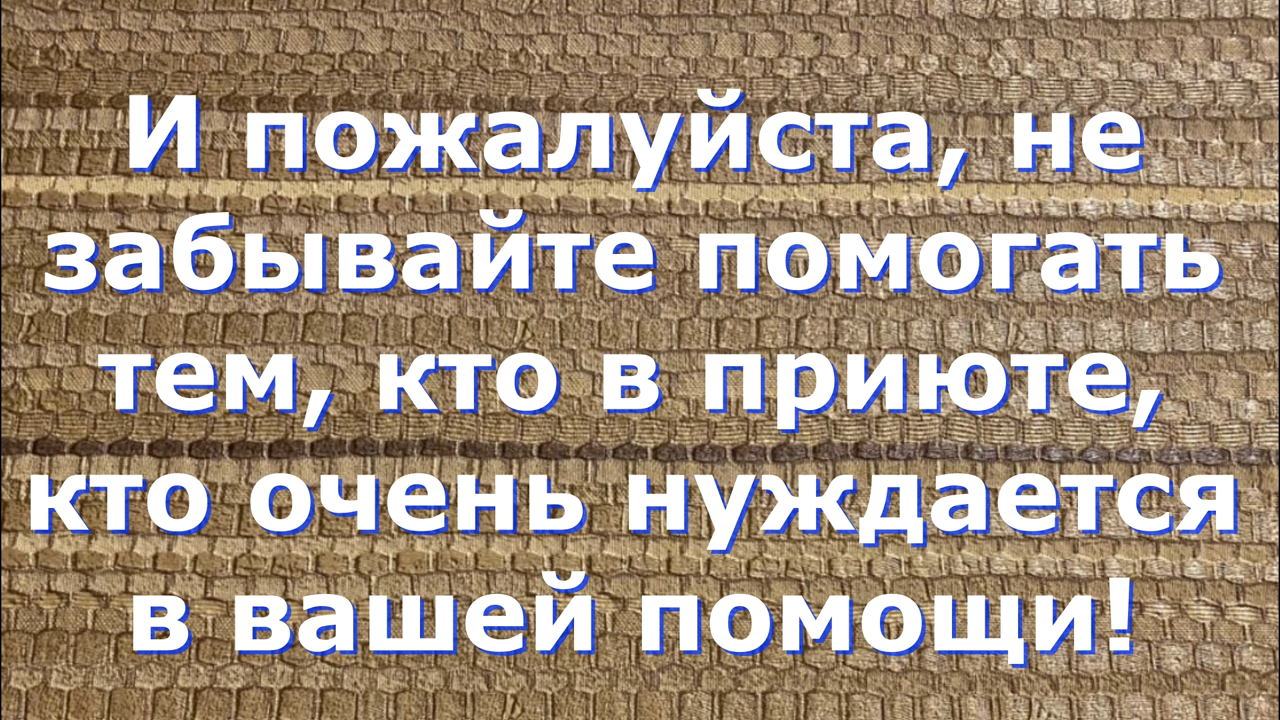 И пожалуйста, не
забывайте помогать
тем, кто в приюте,
кто очень нуждается
в вашей помощи!